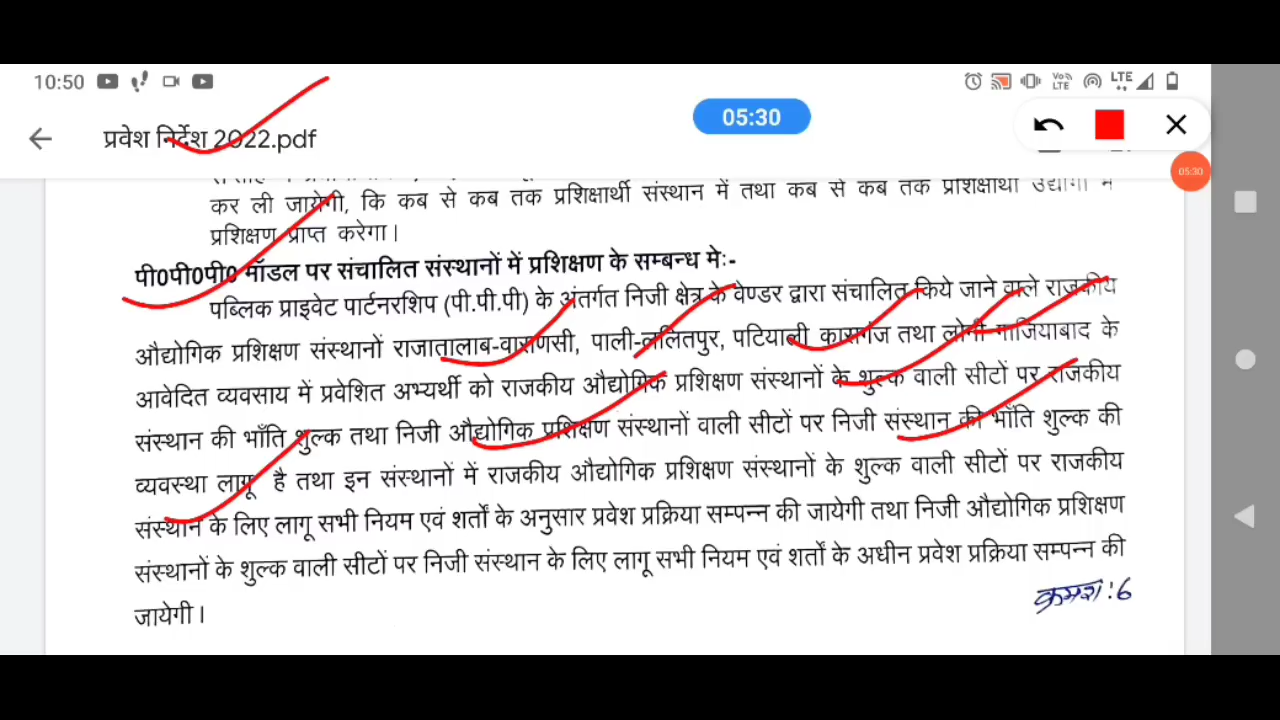 10:50
Vo) LTE LTE
05:30
प्रवेश निर्देश 2022.pdf
05:30
कर ली जायेगी, कि कब से कब तक प्रशिक्षार्थी संस्थान में तथा कब से कब तक प्रशिक्षार्थी उद्योगों में
प्रशिक्षण प्राप्त करेगा।
पी0पी0पी0 मॉडल पर संचालित संस्थानों में प्रशिक्षण के सम्बन्ध मेः-
पब्लिक प्राइवेट पार्टनरशिप (पी.पी.पी) के अंतर्गत निजी क्षेत्र के वेण्डर द्वारा संचालित किये जाने वाले राजकीय
औद्योगिक प्रशिक्षण संस्थानों राजातालाब-वाराणसी, पाली-ललितपुर, पटियाली कासगंज तथा लोनी गाजियाबाद के
आवेदित व्यवसाय में प्रवेशित अभ्यर्थी को राजकीय औद्योगिक प्रशिक्षण संस्थानों के शुल्क वाली सीटों पर राजकीय
संस्थान की भाँति शुल्क तथा निजी औद्योगिक प्रशिक्षण संस्थानों वाली सीटों पर निजी संस्थान की भाँति शुल्क की
व्यवस्था लागू है तथा इन संस्थानों में राजकीय औद्योगिक प्रशिक्षण संस्थानों के शुल्क वाली सीटों पर राजकीय
संस्थान के लिए लागू सभी नियम एवं शर्तों के अनुसार प्रवेश प्रक्रिया सम्पन्न की जायेगी तथा निजी औद्योगिक प्रशिक्षण
संस्थानों के शुल्क वाली सीटों पर निजी संस्थान के लिए लागू सभी नियम एवं शर्तों के अधीन प्रवेश प्रक्रिया सम्पन्न की
जायेगी।
क्रमश:6